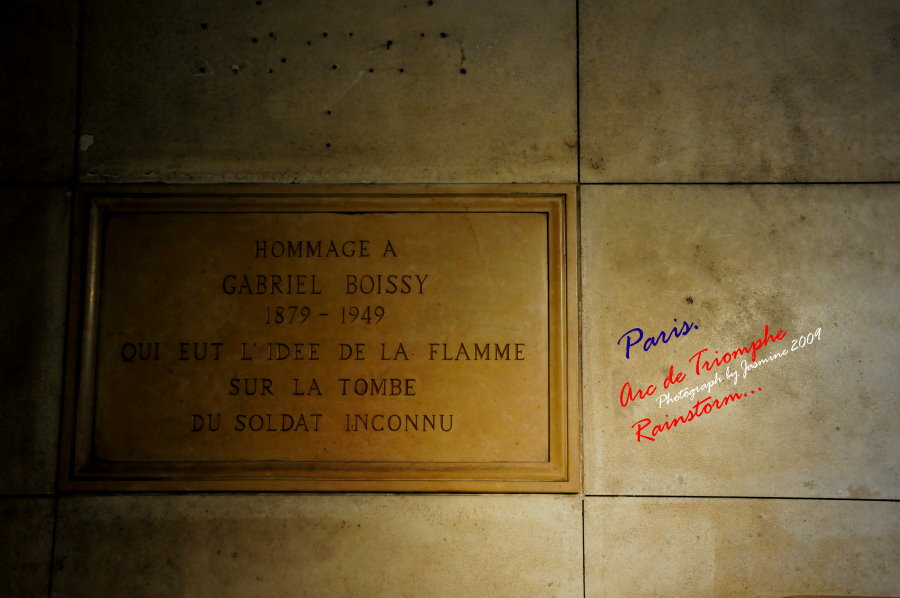 HOMMAGE A
GABRIEL BOISSY
1879 - 1949
QUI EUT L'IDEE DE LA FLAMME
SUR LA TOMBE
DU SOLDAT INCONNU
Paris.
Arc de Triomphe
Photograph by Jasmine 2009
Rainstorm...